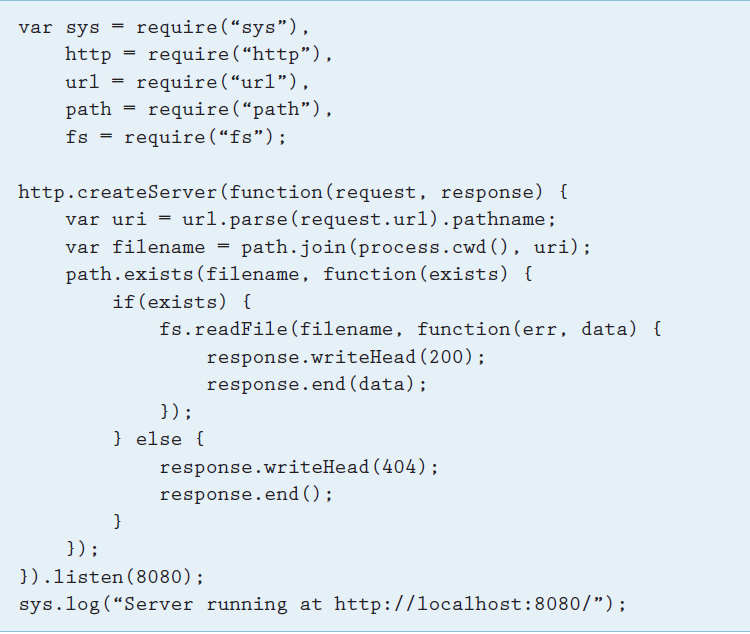 var sys = require(“sys”),
    http = require(“http”),
    url = require(“url”),
    path = require(“path”),
    fs = require(“fs”);

http.createServer(function(request, response) {
    var uri = url.parse(request.url).pathname;
    var filename = path.join(process.cwd(), uri);
    path.exists(filename, function(exists) {
        if(exists) {
            fs.readFile(filename, function(err, data) {
                response.writeHead(200);
                response.end(data);
            });
        } else {
            response.writeHead(404);
            response.end();
        }
    });
}).listen(8080);
sys.log(“Server running at http://localhost:8080/”);